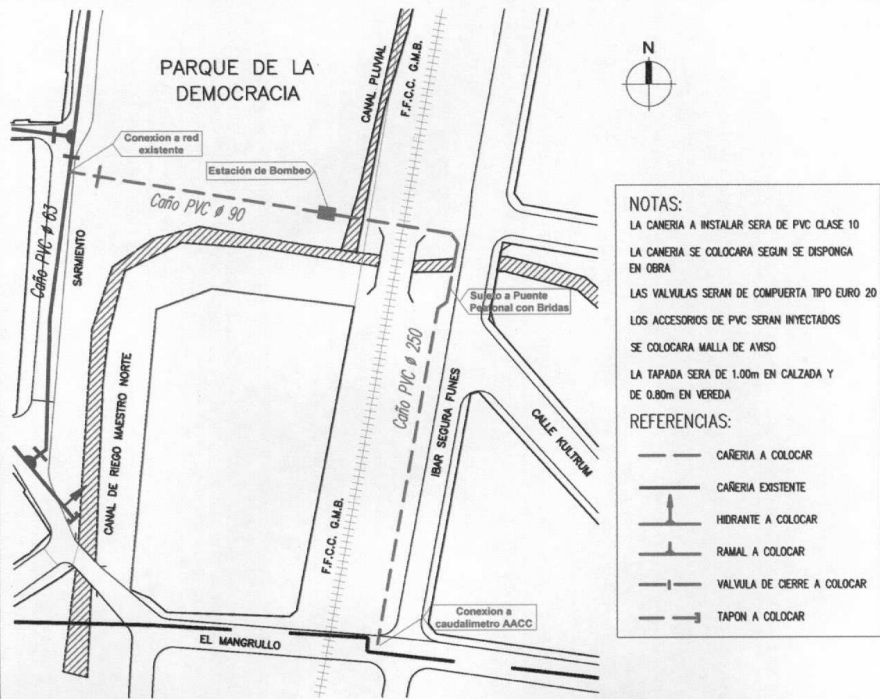 PARQUE DE LA
DEMOCRACIA
CANAL PLUVIAL
F.F.C.C. G.M.B.
N
Conexion a red
existente
Estación de Bombeo
Caño PVC ø 90
Caño PVC ø 63
SARMIENTO
Sujeto a Puente
Peatonal con Bridas
Caño PVC ø 250
IBAR SEGURA FUNES
CALLE KULTRUM
CANAL DE RIEGO MAESTRO NORTE
F.F.C.C. G.M.B.
Conexion a
caudalimetro AACC
EL MANGRULLO
NOTAS:
LA CANERIA A INSTALAR SERA DE PVC CLASE 10
LA CANERIA SE COLOCARA SEGUN SE DISPONGA
EN OBRA
LAS VALVULAS SERAN DE COMPUERTA TIPO EURO 20
LOS ACCESORIOS DE PVC SERAN INYECTADOS
SE COLOCARA MALLA DE AVISO
LA TAPADA SERA DE 1.00m EN CALZADA Y
DE 0.80m EN VEREDA
REFERENCIAS:
CAÑERIA A COLOCAR
CAÑERIA EXISTENTE
HIDRANTE A COLOCAR
RAMAL A COLOCAR
VALVULA DE CIERRE A COLOCAR
TAPON A COLOCAR